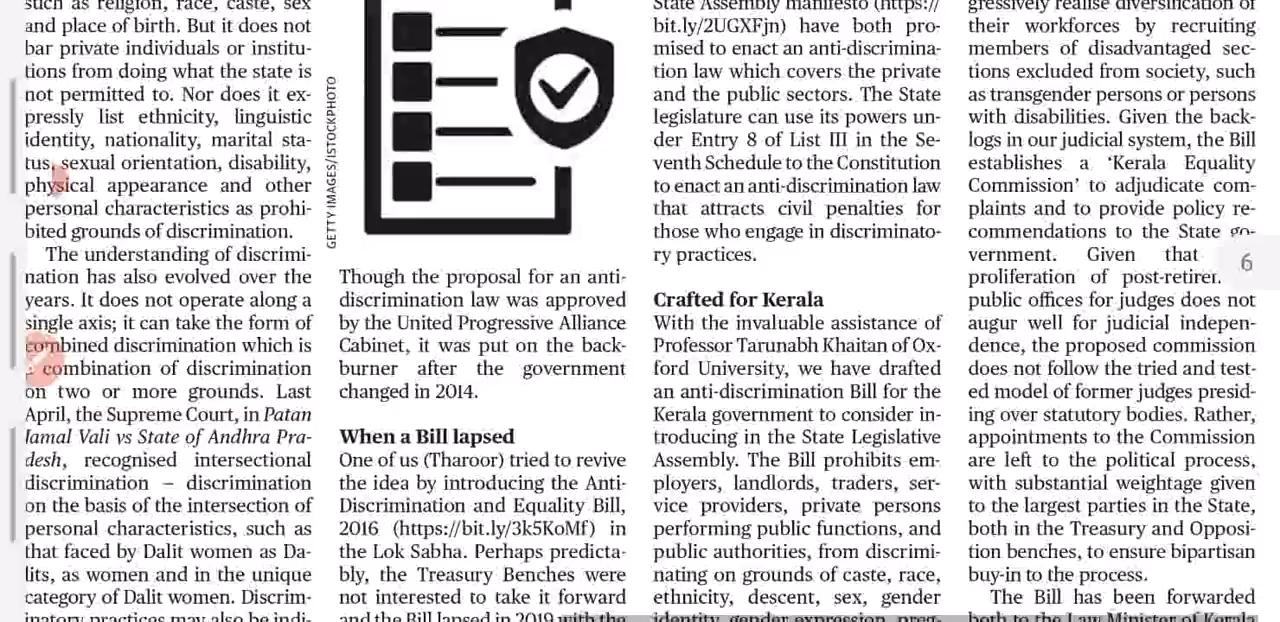 such as religion, race, caste, sex
and place of birth. But it does not
bar private individuals or institu-
tions from doing what the state is
not permitted to. Nor does it ex-
pressly list ethnicity, linguistic
identity, nationality, marital sta-
tus, sexual orientation, disability,
physical appearance and other
personal characteristics as prohi-
bited grounds of discrimination.
The understanding of discrimi-
nation has also evolved over the
years. It does not operate along a
single axis; it can take the form of
combined discrimination which is
combination of discrimination
on two or more grounds. Last
April, the Supreme Court, in Patan
Jamal Vali vs State of Andhra Pra-
desh, recognised intersectional
discrimination – discrimination
on the basis of the intersection of
personal characteristics, such as
that faced by Dalit women as Da-
lits, as women and in the unique
category of Dalit women. Discrim-
inatory practices may also be indi-
GETTY IMAGES/ISTOCKPHOTO
Though the proposal for an anti-
discrimination law was approved
by the United Progressive Alliance
Cabinet, it was put on the back-
burner after the government
changed in 2014.
When a Bill lapsed
One of us (Tharoor) tried to revive
the idea by introducing the Anti-
Discrimination and Equality Bill,
2016 (https://bit.ly/3k5KoMf) in
the Lok Sabha. Perhaps predicta-
bly, the Treasury Benches were
not interested to take it forward
and the Bill lapsed in 2019 with the
State Assembly manifesto (https://
bit.ly/2UGXFjn) have both pro-
mised to enact an anti-discrimina-
tion law which covers the private
and the public sectors. The State
legislature can use its powers un-
der Entry 8 of List III in the Se-
venth Schedule to the Constitution
to enact an anti-discrimination law
that attracts civil penalties for
those who engage in discriminato-
ry practices.
Crafted for Kerala
With the invaluable assistance of
Professor Tarunabh Khaitan of Ox-
ford University, we have drafted
an anti-discrimination Bill for the
Kerala government to consider in-
troducing in the State Legislative
Assembly. The Bill prohibits em-
ployers, landlords, traders, ser-
vice providers, private persons
performing public functions, and
public authorities, from discrimi-
nating on grounds of caste, race,
ethnicity, descent, sex, gender
identity, gender expression, preg-
gressively realise diversification of
their workforces by recruiting
members of disadvantaged sec-
tions excluded from society, such
as transgender persons or persons
with disabilities. Given the back-
logs in our judicial system, the Bill
establishes a ‘Kerala Equality
Commission’ to adjudicate com-
plaints and to provide policy re-
commendations to the State go-
vernment. Given that
proliferation of post-retire
public offices for judges does not
augur well for judicial indepen-
dence, the proposed commission
does not follow the tried and test-
ed model of former judges presid-
ing over statutory bodies. Rather,
appointments to the Commission
are left to the political process,
with substantial weightage given
to the largest parties in the State,
both in the Treasury and Opposi-
tion benches, to ensure bipartisan
buy-in to the process.
The Bill has been forwarded
both to the Law Minister of Kerala
6